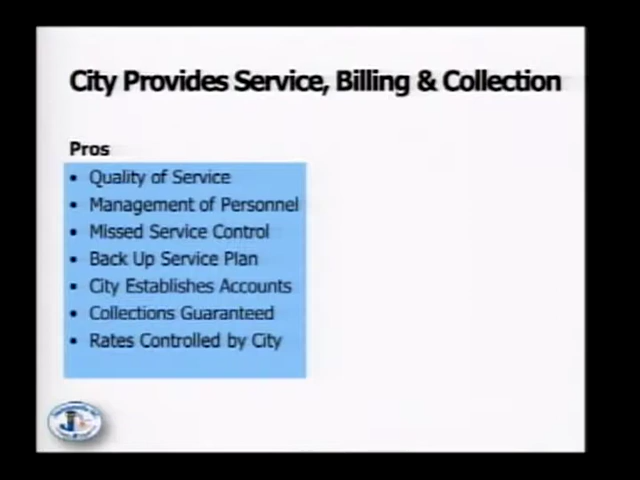 City Provides Service, Billing & Collection
Pros
• Quality of Service
• Management of Personnel
• Missed Service Control
• Back Up Service Plan
• City Establishes Accounts
• Collections Guaranteed
• Rates Controlled by City